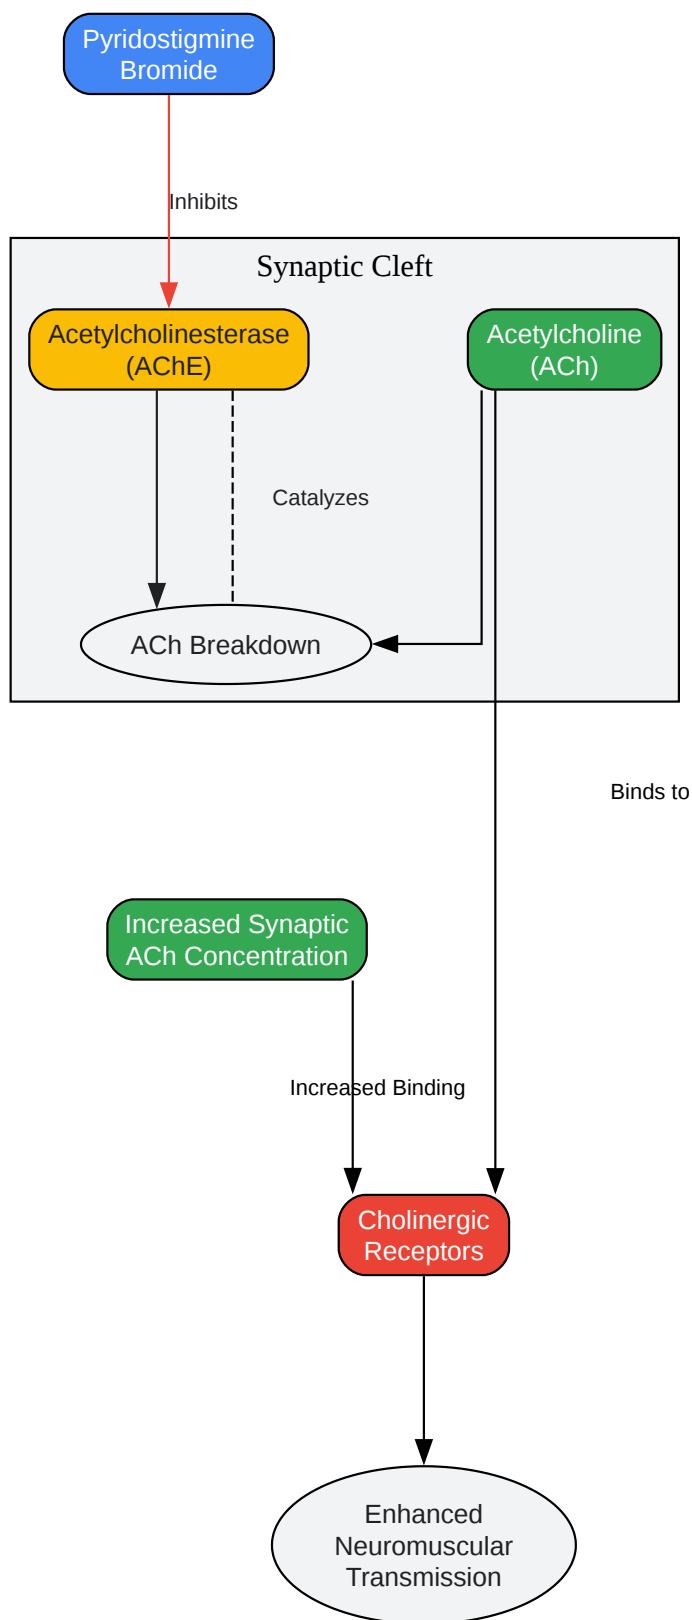 Pyridostigmine
Bromide
Inhibits
Synaptic Cleft
Acetylcholinesterase
(AChE)
Acetylcholine
(ACh)
Catalyzes
ACh Breakdown
Binds to
Increased Synaptic
ACh Concentration
Increased Binding
Cholinergic
Receptors
Enhanced
Neuromuscular
Transmission